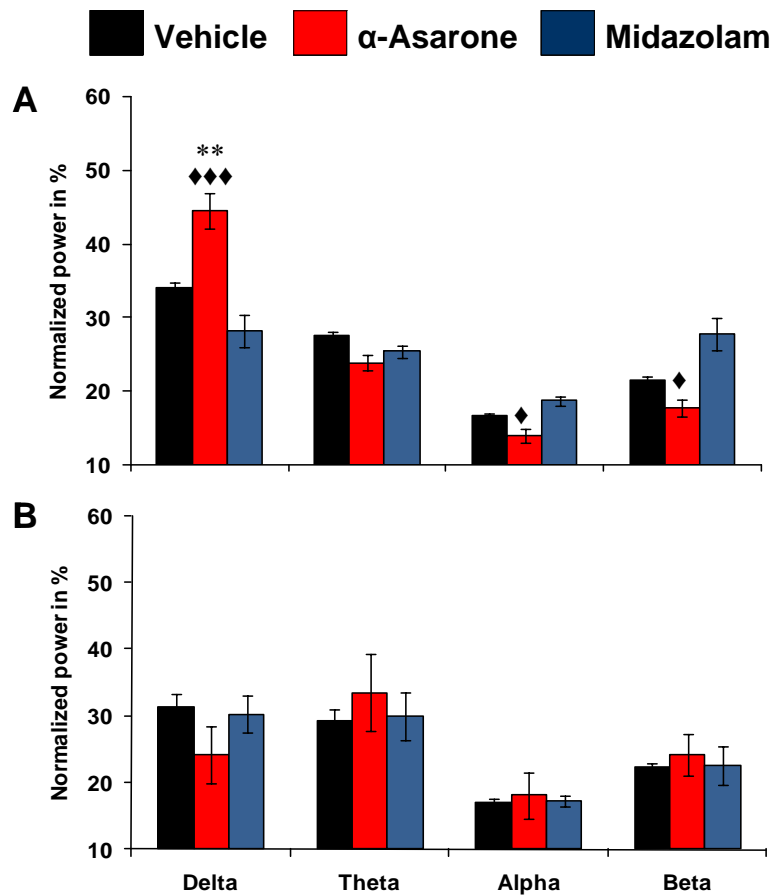 Vehicle α-Asarone Midazolam
A
60
50
40
30
20
10
Normalized power in %
**
♦♦♦
♦
♦
B
60
50
40
30
20
10
Normalized power in %
Delta Theta Alpha Beta